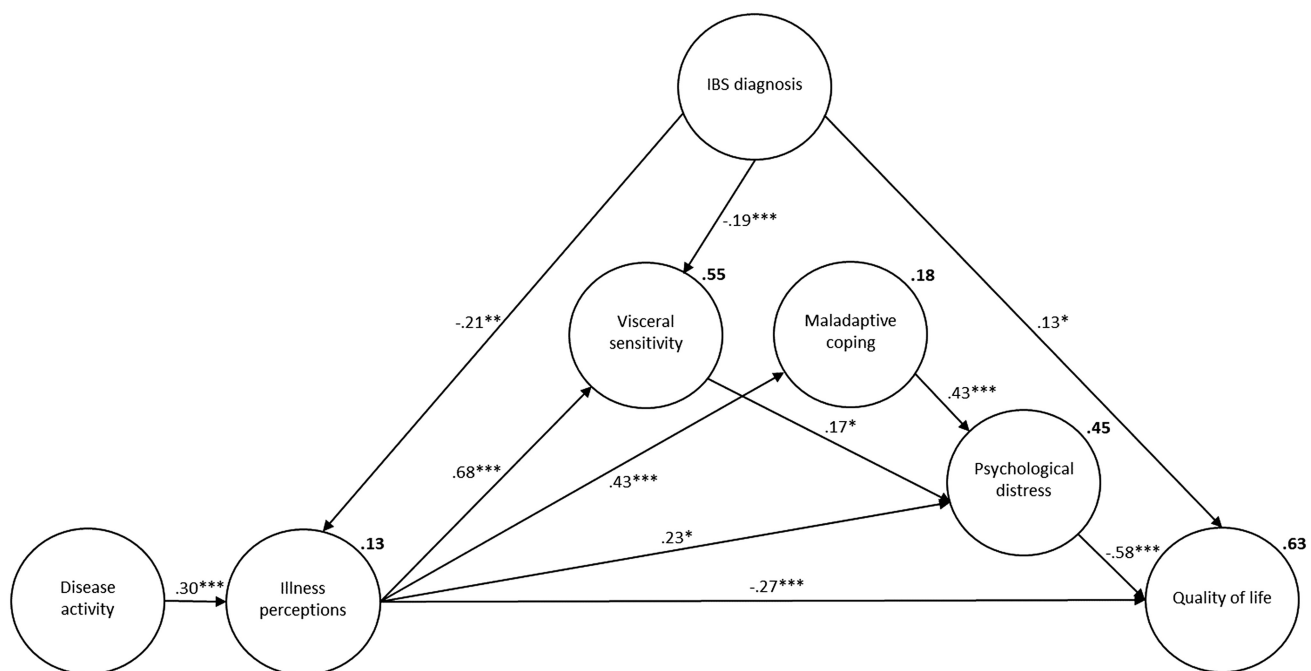 IBS diagnosis
-.19***
.55
.18
Visceral
sensitivity
Maladaptive
coping
-.21**
.13*
.43***
.17*
.45
Psychological
distress
.68***
.43***
.23*
.13
-.58***
.63
Disease
activity
.30***
Illness
perceptions
-.27***
Quality of life